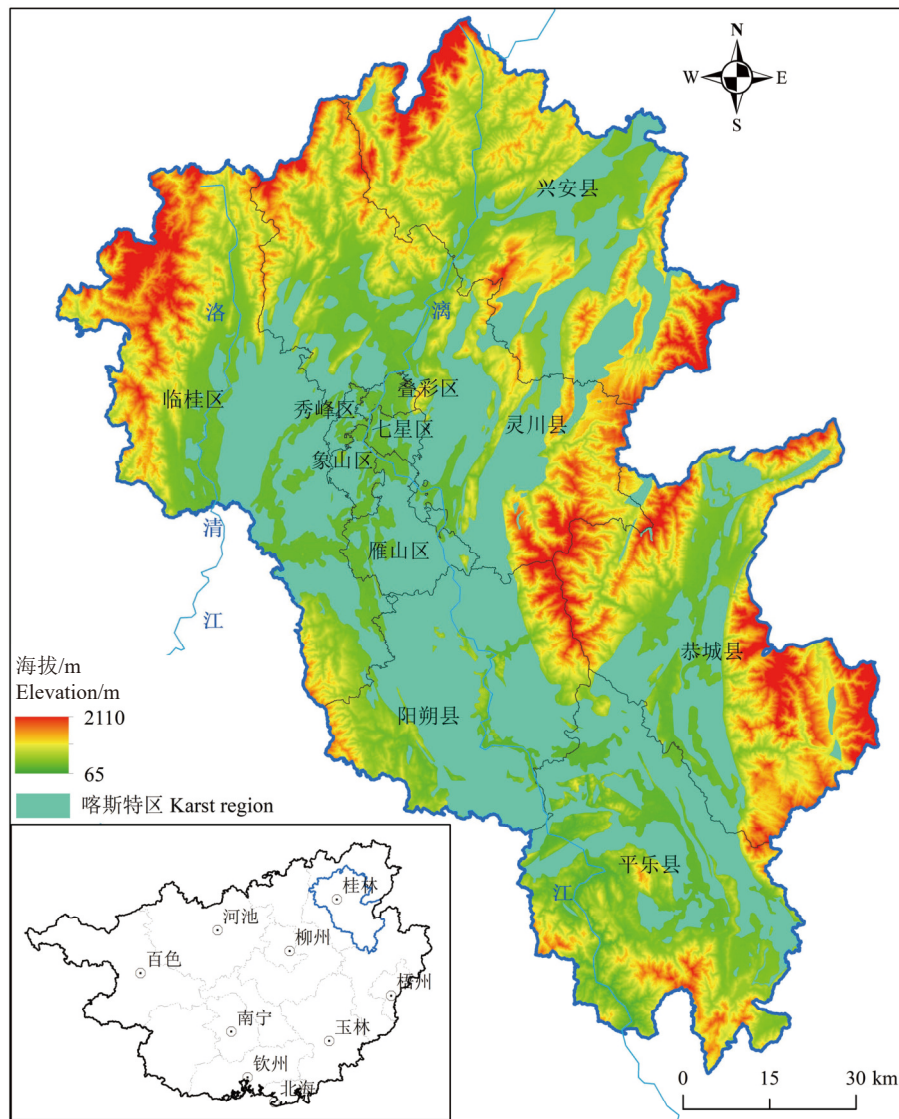 N
W
E
S
兴安县
漓
洛
叠彩区
临桂区
秀峰区
七星区
灵川县
象山区
清
雁山区
江
恭城县
海拔/m
Elevation/m
2110
65
阳朔县
喀斯特区 Karst region
平乐县
江
桂林
河池
柳州
百色
梧州
南宁
玉林
钦州
北海
0 15 30 km